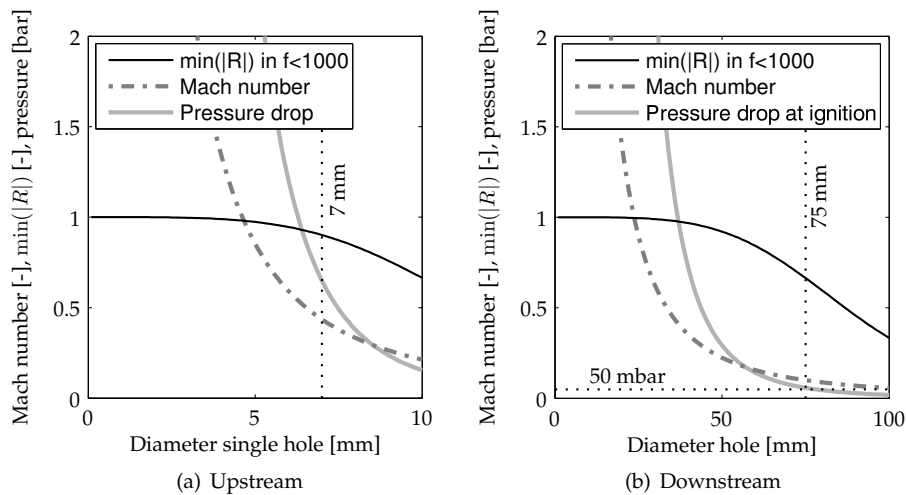 Mach number [-], min(|R|) [-], pressure [bar]
2
1.5
1
0.5
0
min(|R|) in f<1000
Mach number
Pressure drop
7 mm
0 5 10
Diameter single hole [mm]
(a) Upstream
Mach number [-], min(|R|) [-], pressure [bar]
2
1.5
1
0.5
0
min(|R|) in f<1000
Mach number
Pressure drop at ignition
75 mm
50 mbar
0 50 100
Diameter hole [mm]
(b) Downstream